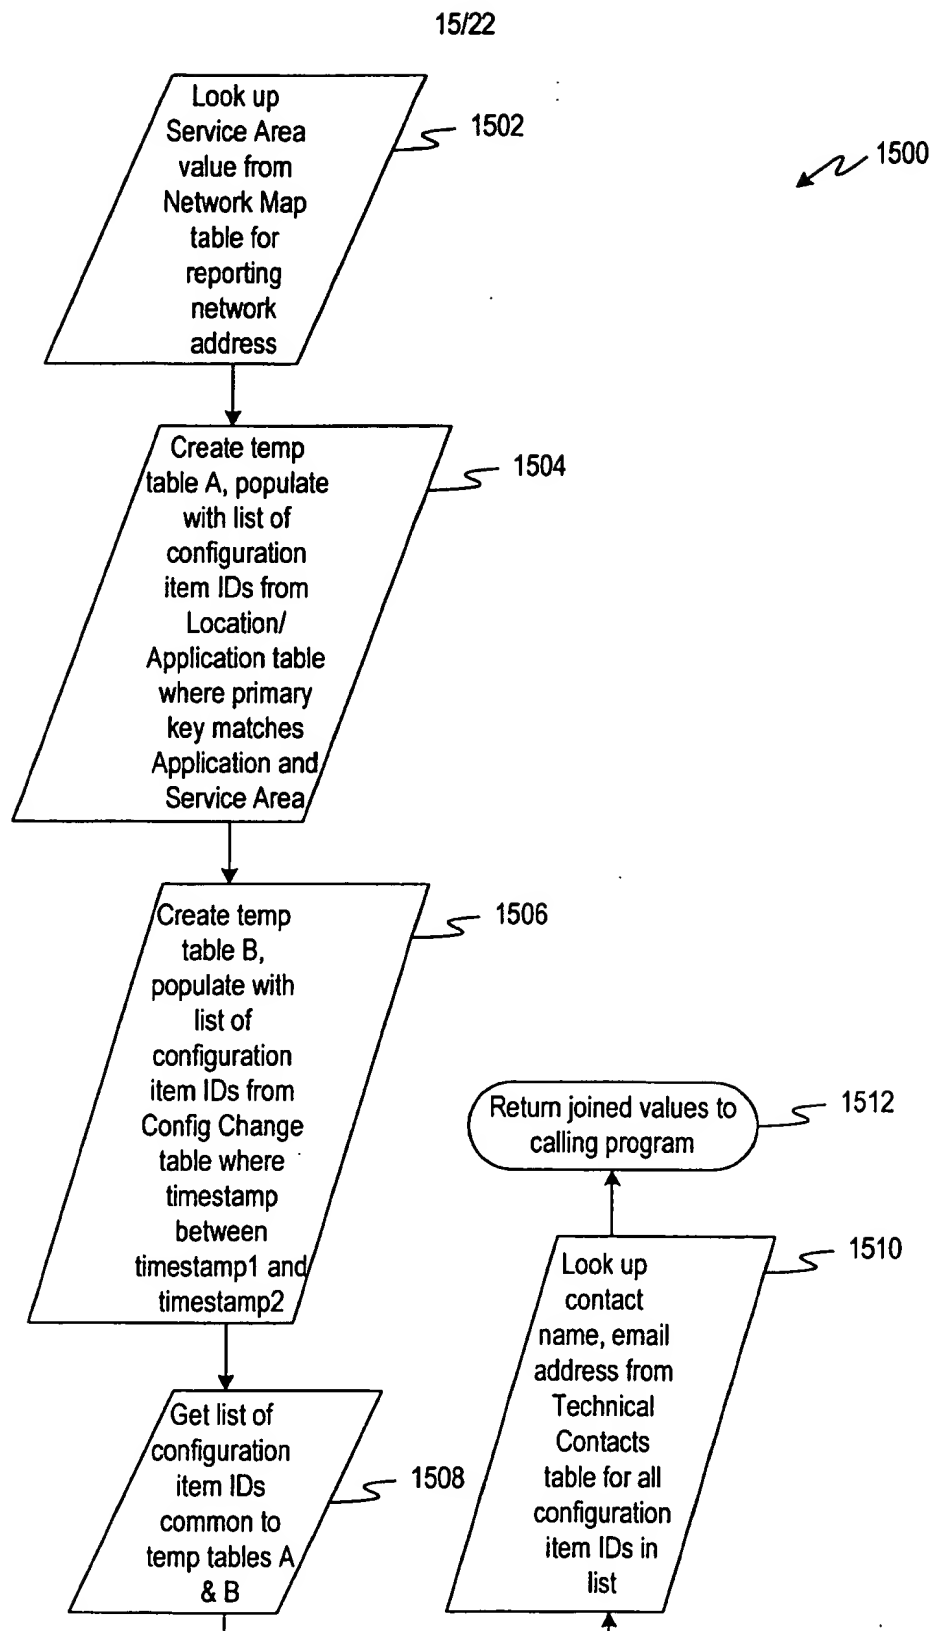 15/22
Look up
Service Area
value from
Network Map
table for
reporting
network
address
1502
1500
Create temp
table A, populate
with list of
configuration
item IDs from
Location/
Application table
where primary
key matches
Application and
Service Area
1504
Create temp
table B,
populate with
list of
configuration
item IDs from
Config Change
table where
timestamp
between
timestamp1 and
timestamp2
1506
Get list of
configuration
item IDs
common to
temp tables A
& B
1508
Look up
contact
name, email
address from
Technical
Contacts
table for all
configuration
item IDs in
list
1510
Return joined values to
calling program
1512